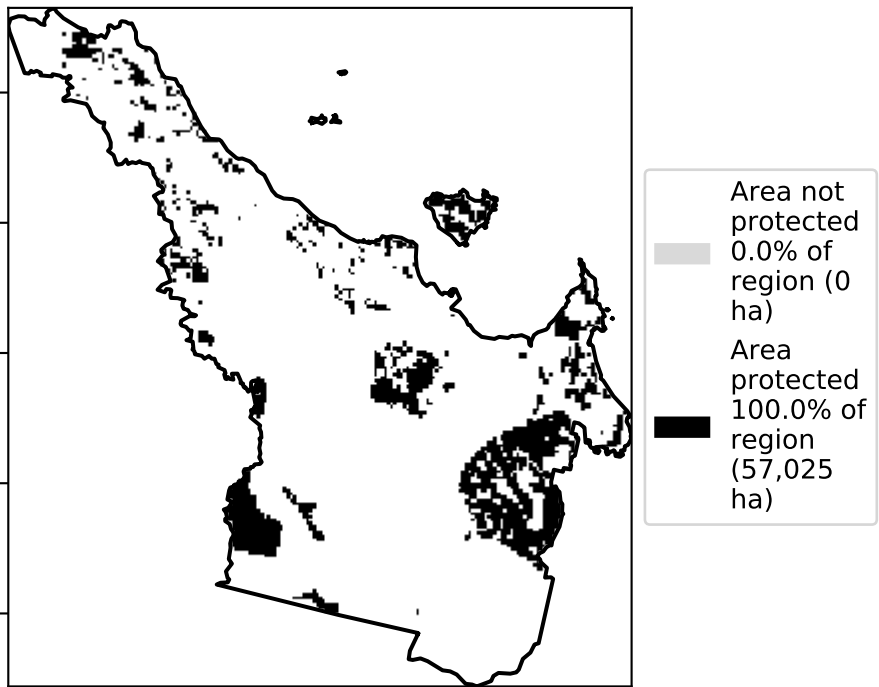 Area not
protected
0.0% of
region (0
ha)
Area
protected
100.0% of
region
(57,025
ha)